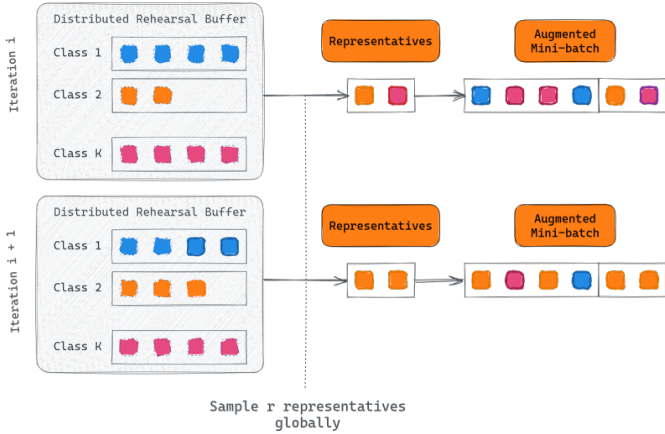 Iteration i
Distributed Rehearsal Buffer
Class 1
Class 2
Class K
Representatives
Augmented
Mini-batch
Iteration i + 1
Distributed Rehearsal Buffer
Class 1
Class 2
Class K
Representatives
Augmented
Mini-batch
Sample r representatives
globally